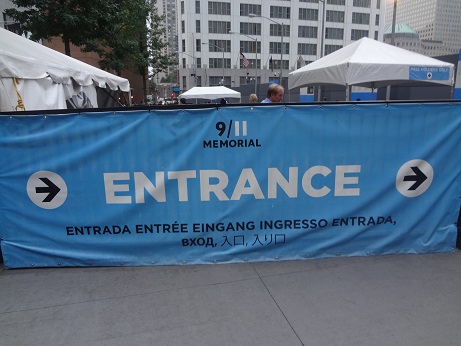 9/11
MEMORIAL
ENTRANCE
ENTRADA ENTRÉE EINGANG INGRESSO ENTRADA,
ВХОД, 入口, 入り口